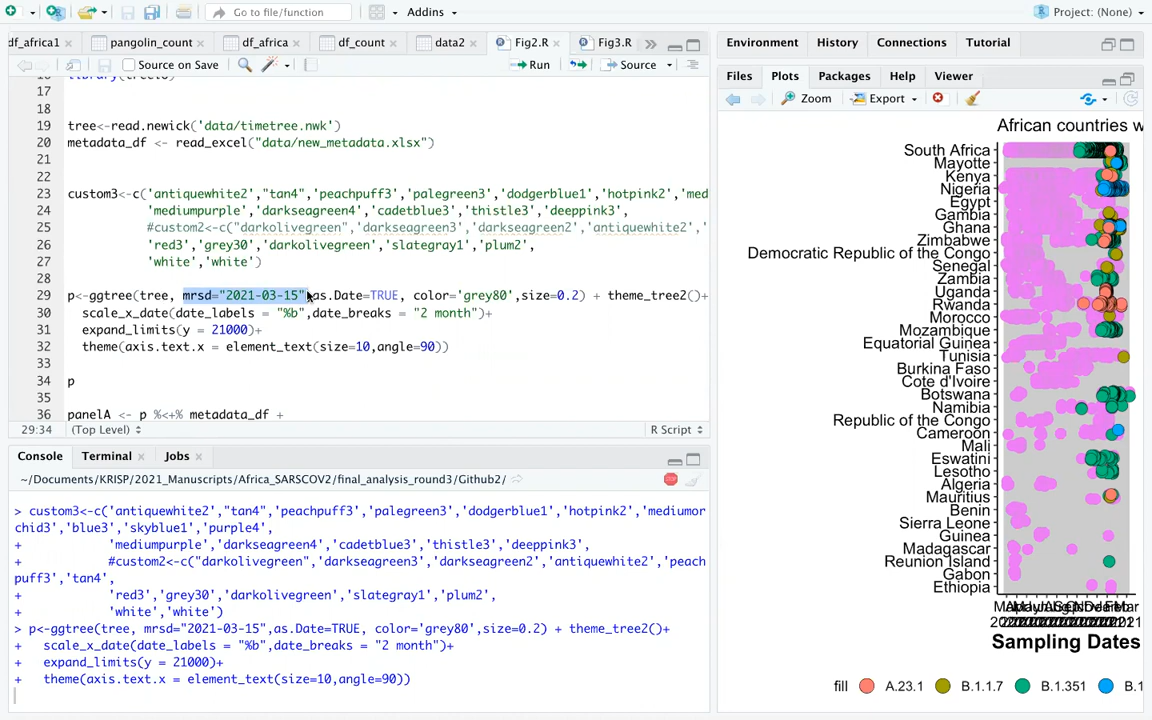 Go to file/function
Addins
Project: (None)
df_africa1
pangolin_count
df_africa
df_count
data2
Fig2.R
Fig3.R
Source on Save
Run
Source
17
18
19 tree<-read.newick('data/timetree.nwk')
20 metadata_df <- read_excel("data/new_metadata.xlsx")
21
22
23 custom3<-c('antiquewhite2',"tan4",'peachpuff3','palegreen3','dodgerblue1','hotpink2','med
24 'mediumpurple','darkseagreen4','cadetblue3','thistle3','deeppink3',
25 #custom2<-c("darkolivegreen",'darkseagreen3','darkseagreen2','antiquewhite2','
26 'red3','grey30','darkolivegreen','slategray1','plum2',
27 'white','white')
28
29 p<-ggtree(tree, mrsd="2021-03-15",as.Date=TRUE, color='grey80',size=0.2) + theme_tree2()+
30 scale_x_date(date_labels = "%b",date_breaks = "2 month")+
31 expand_limits(y = 21000)+
32 theme(axis.text.x = element_text(size=10,angle=90))
33
34 p
35
36 panelA <- p %<+% metadata_df +
29:34
(Top Level)
R Script
Console
Terminal
Jobs
~/Documents/KRISP/2021_Manuscripts/Africa_SARSCOV2/final_analysis_round3/Github2/
> custom3<-c('antiquewhite2',"tan4",'peachpuff3','palegreen3','dodgerblue1','hotpink2','mediumor
chid3','blue3','skyblue1','purple4',
+ 'mediumpurple','darkseagreen4','cadetblue3','thistle3','deeppink3',
+ #custom2<-c("darkolivegreen",'darkseagreen3','darkseagreen2','antiquewhite2','peach
puff3','tan4',
+ 'red3','grey30','darkolivegreen','slategray1','plum2',
+ 'white','white')
> p<-ggtree(tree, mrsd="2021-03-15",as.Date=TRUE, color='grey80',size=0.2) + theme_tree2()+
+ scale_x_date(date_labels = "%b",date_breaks = "2 month")+
+ expand_limits(y = 21000)+
+ theme(axis.text.x = element_text(size=10,angle=90))
Environment
History
Connections
Tutorial
Files
Plots
Packages
Help
Viewer
Zoom
Export
African countries w
South Africa
Mayotte
Kenya
Nigeria
Egypt
Gambia
Ghana
Zimbabwe
Democratic Republic of the Congo
Senegal
Zambia
Uganda
Rwanda
Morocco
Mozambique
Equatorial Guinea
Tunisia
Burkina Faso
Cote d'Ivoire
Botswana
Namibia
Republic of the Congo
Cameroon
Mali
Eswatini
Lesotho
Algeria
Mauritius
Benin
Sierra Leone
Guinea
Madagascar
Reunion Island
Gabon
Ethiopia
Sampling Dates
fill
A.23.1
B.1.1.7
B.1.351
B.1